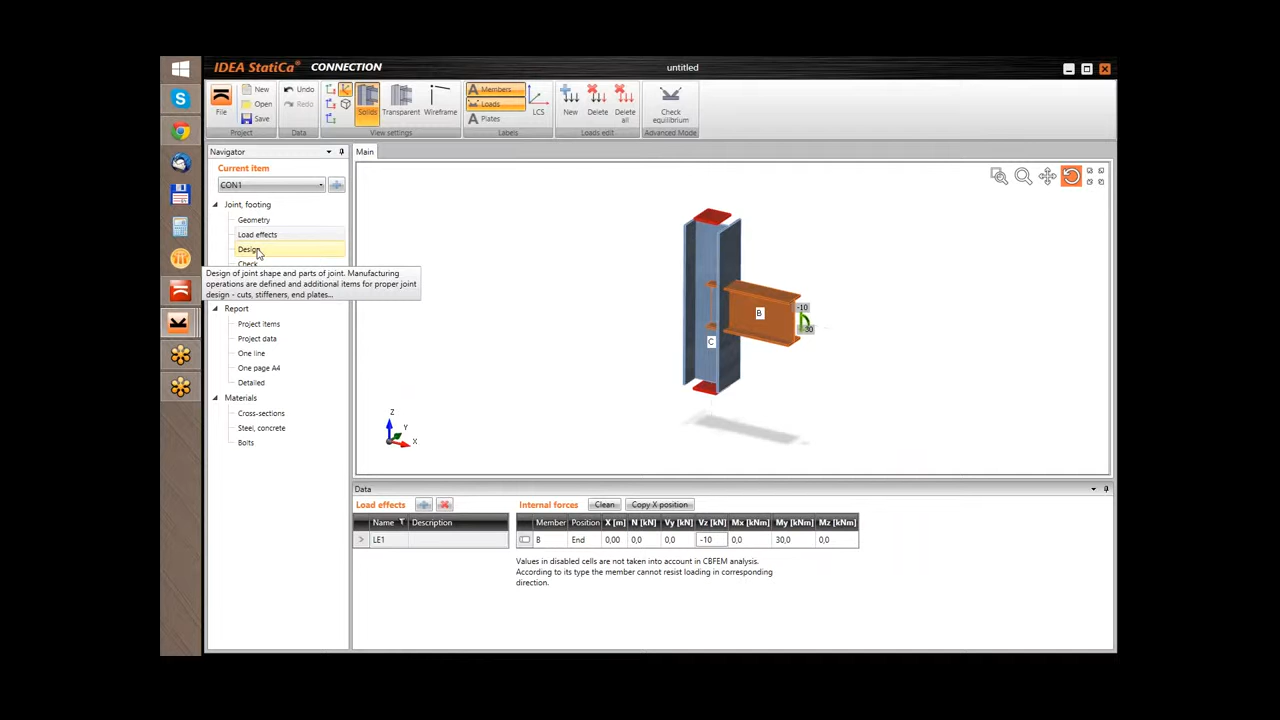 IDEA StatiCa® CONNECTION
untitled
File
New
Open
Save
Project
Undo
Redo
Data
Solids
Transparent
Wireframe
View settings
Members
Loads
Plates
LCS
Labels
New
Delete
Delete all
Loads edit
Check equilibrium
Advanced Mode
Navigator
Current item
CON1
Joint, footing
Geometry
Load effects
Design
Check
Design of joint shape and parts of joint. Manufacturing
operations are defined and additional items for proper joint
design - cuts, stiffeners, end plates...
Report
Project items
Project data
One line
One page A4
Detailed
Materials
Cross-sections
Steel, concrete
Bolts
Main
B
C
-10
30
Z
Y
X
Data
Load effects
Name Description
> LE1
Internal forces Clean Copy X position
Member Position X [m] N [kN] Vy [kN] Vz [kN] Mx [kNm] My [kNm] Mz [kNm]
B End 0,00 0,0 0,0 -10 0,0 30,0 0,0
Values in disabled cells are not taken into account in CBFEM analysis.
According to its type the member cannot resist loading in corresponding
direction.